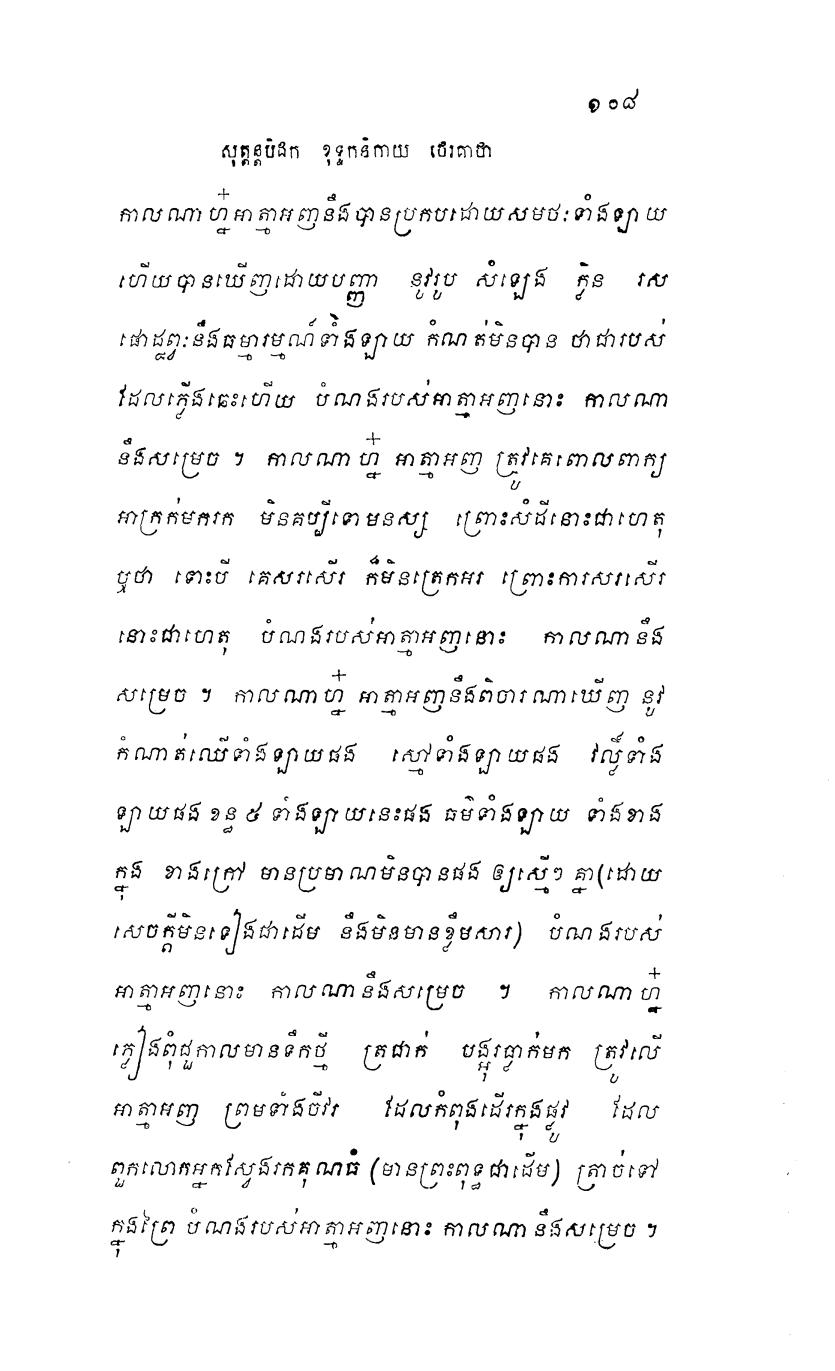 ១០៨
សុត្តន្តបិដក ខុទ្ទកនិកាយ ថេរគាថា
កាលណាហ្ន៎អាត្មាអញនឹងបានប្រកបដោយសមថៈទាំងឡាយ
ហើយបានឃើញដោយបញ្ញា នូវរូប សំឡេង ក្លិន រស
ផោដ្ឋព្វៈនឹងធម្មារម្មណ៍ទាំងឡាយ កំណត់មិនបាន ថាជារបស់
ដែលភ្លើងឆេះហើយ បំណងរបស់អាត្មាអញនោះ កាលណា
នឹងសម្រេច ។ កាលណាហ្ន៎ អាត្មាអញ ត្រូវគេពោលពាក្យ
អាក្រក់មករក មិនគប្បីទោមនស្ស ព្រោះសំដីនោះជាហេតុ
ឬថា ទោះបី គេសរសើរ ក៏មិនត្រេកអរ ព្រោះការសរសើរ
នោះជាហេតុ បំណងរបស់អាត្មាអញនោះ កាលណានឹង
សម្រេច ។ កាលណាហ្ន៎ អាត្មាអញនឹងពិចារណាឃើញ នូវ
កំណាត់ឈើទាំងឡាយផង ស្មៅទាំងឡាយផង វល្លិ៍ទាំង
ឡាយផង ខន្ធ ៥ ទាំងឡាយនេះផង ធម៌ទាំងឡាយ ទាំងខាង
ក្នុង ខាងក្រៅ មានប្រមាណមិនបានផង ឲ្យស្មើៗ គ្នា(ដោយ
សេចក្តីមិនទៀងជាដើម នឹងមិនមានខ្លឹមសារ) បំណងរបស់
អាត្មាអញនោះ កាលណានឹងសម្រេច ។ កាលណាហ្ន៎
ភ្លៀងពុំជួកាលមានទឹកថ្មី ត្រជាក់ បង្អុរធ្លាក់មក ត្រូវលើ
អាត្មាអញ ព្រមទាំងចីវរ ដែលកំពុងដើរក្នុងផ្លូវ ដែល
ពួកលោកអ្នកស្វែងរកគុណធំ (មានព្រះពុទ្ធជាដើម) ត្រាច់ទៅ
ក្នុងព្រៃ បំណងរបស់អាត្មាអញនោះ កាលណានឹងសម្រេច ។